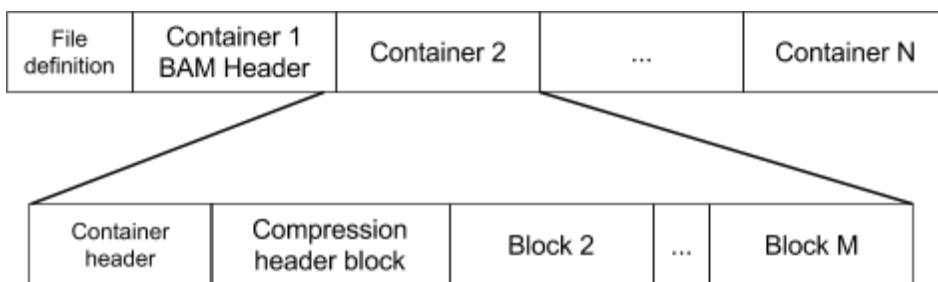 File
definition
Container 1
BAM Header
Container 2
...
Container N
Container
header
Compression
header block
Block 2
...
Block M